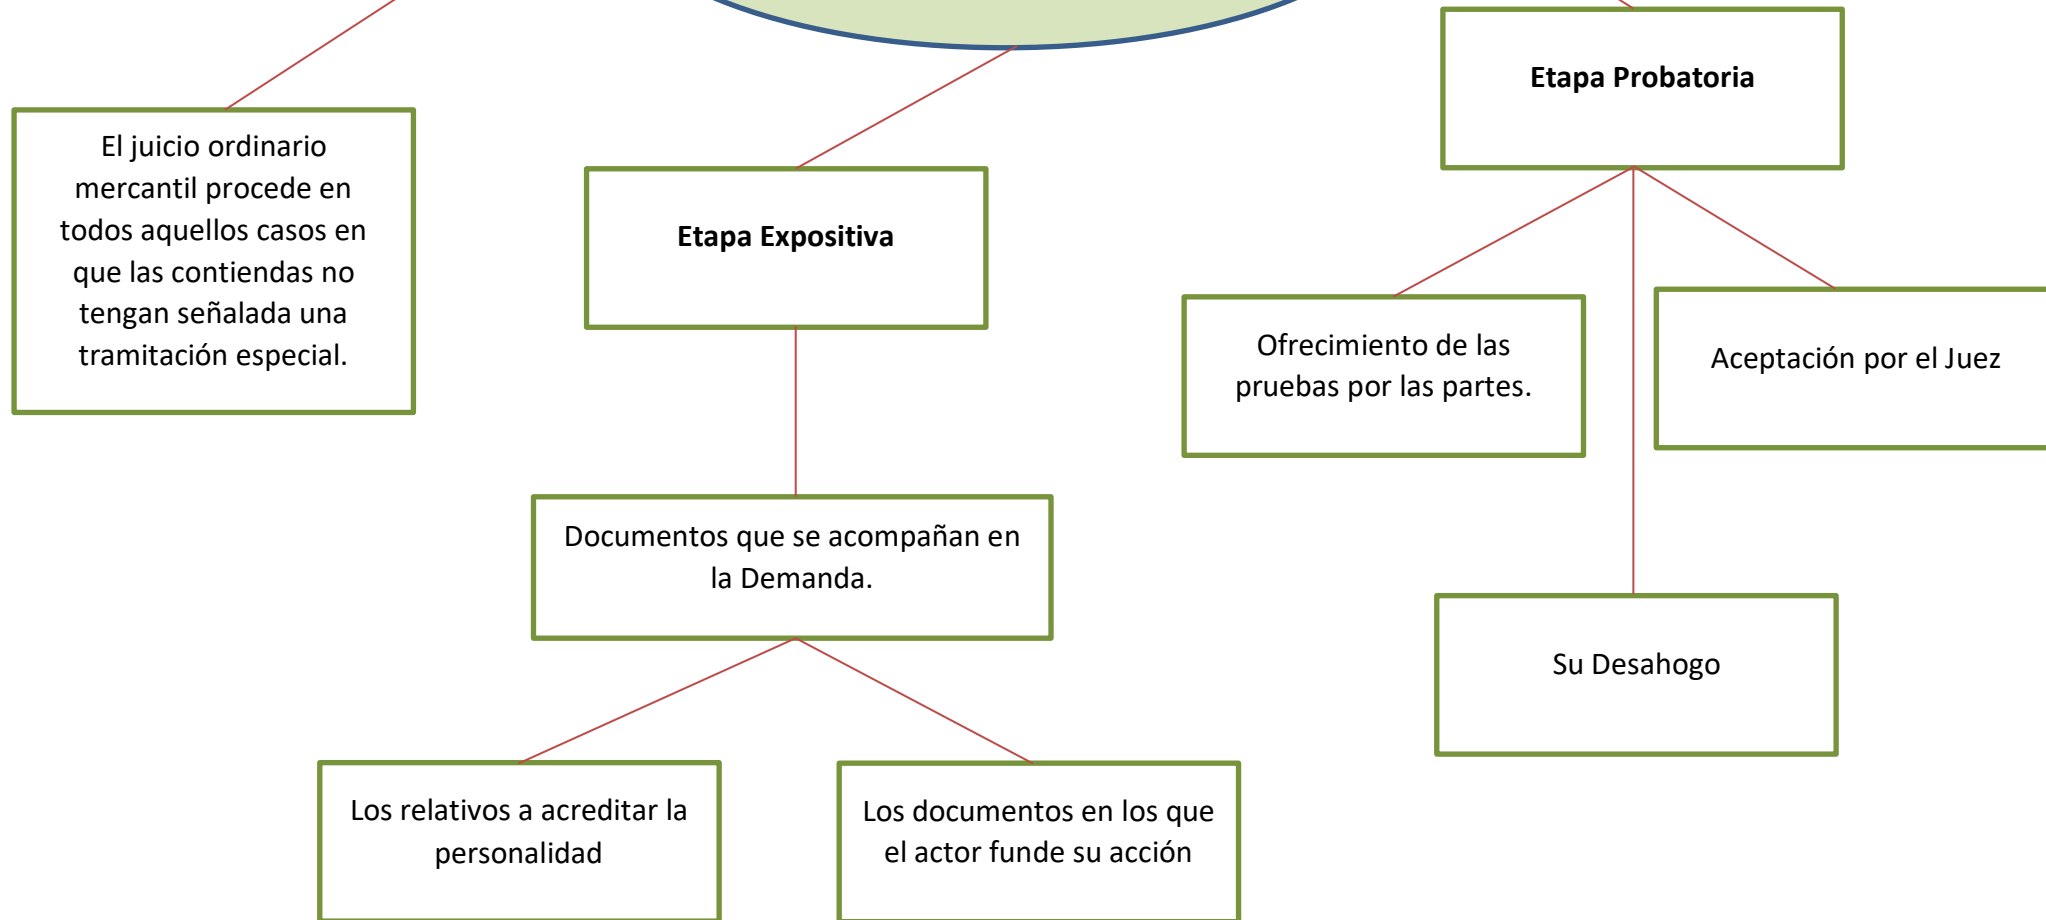 El juicio ordinario
mercantil procede en
todos aquellos casos en
que las contiendas no
tengan señalada una
tramitación especial.
Etapa Expositiva
Documentos que se acompañan en
la Demanda.
Los relativos a acreditar la
personalidad
Los documentos en los que
el actor funde su acción
Etapa Probatoria
Ofrecimiento de las
pruebas por las partes.
Aceptación por el Juez
Su Desahogo